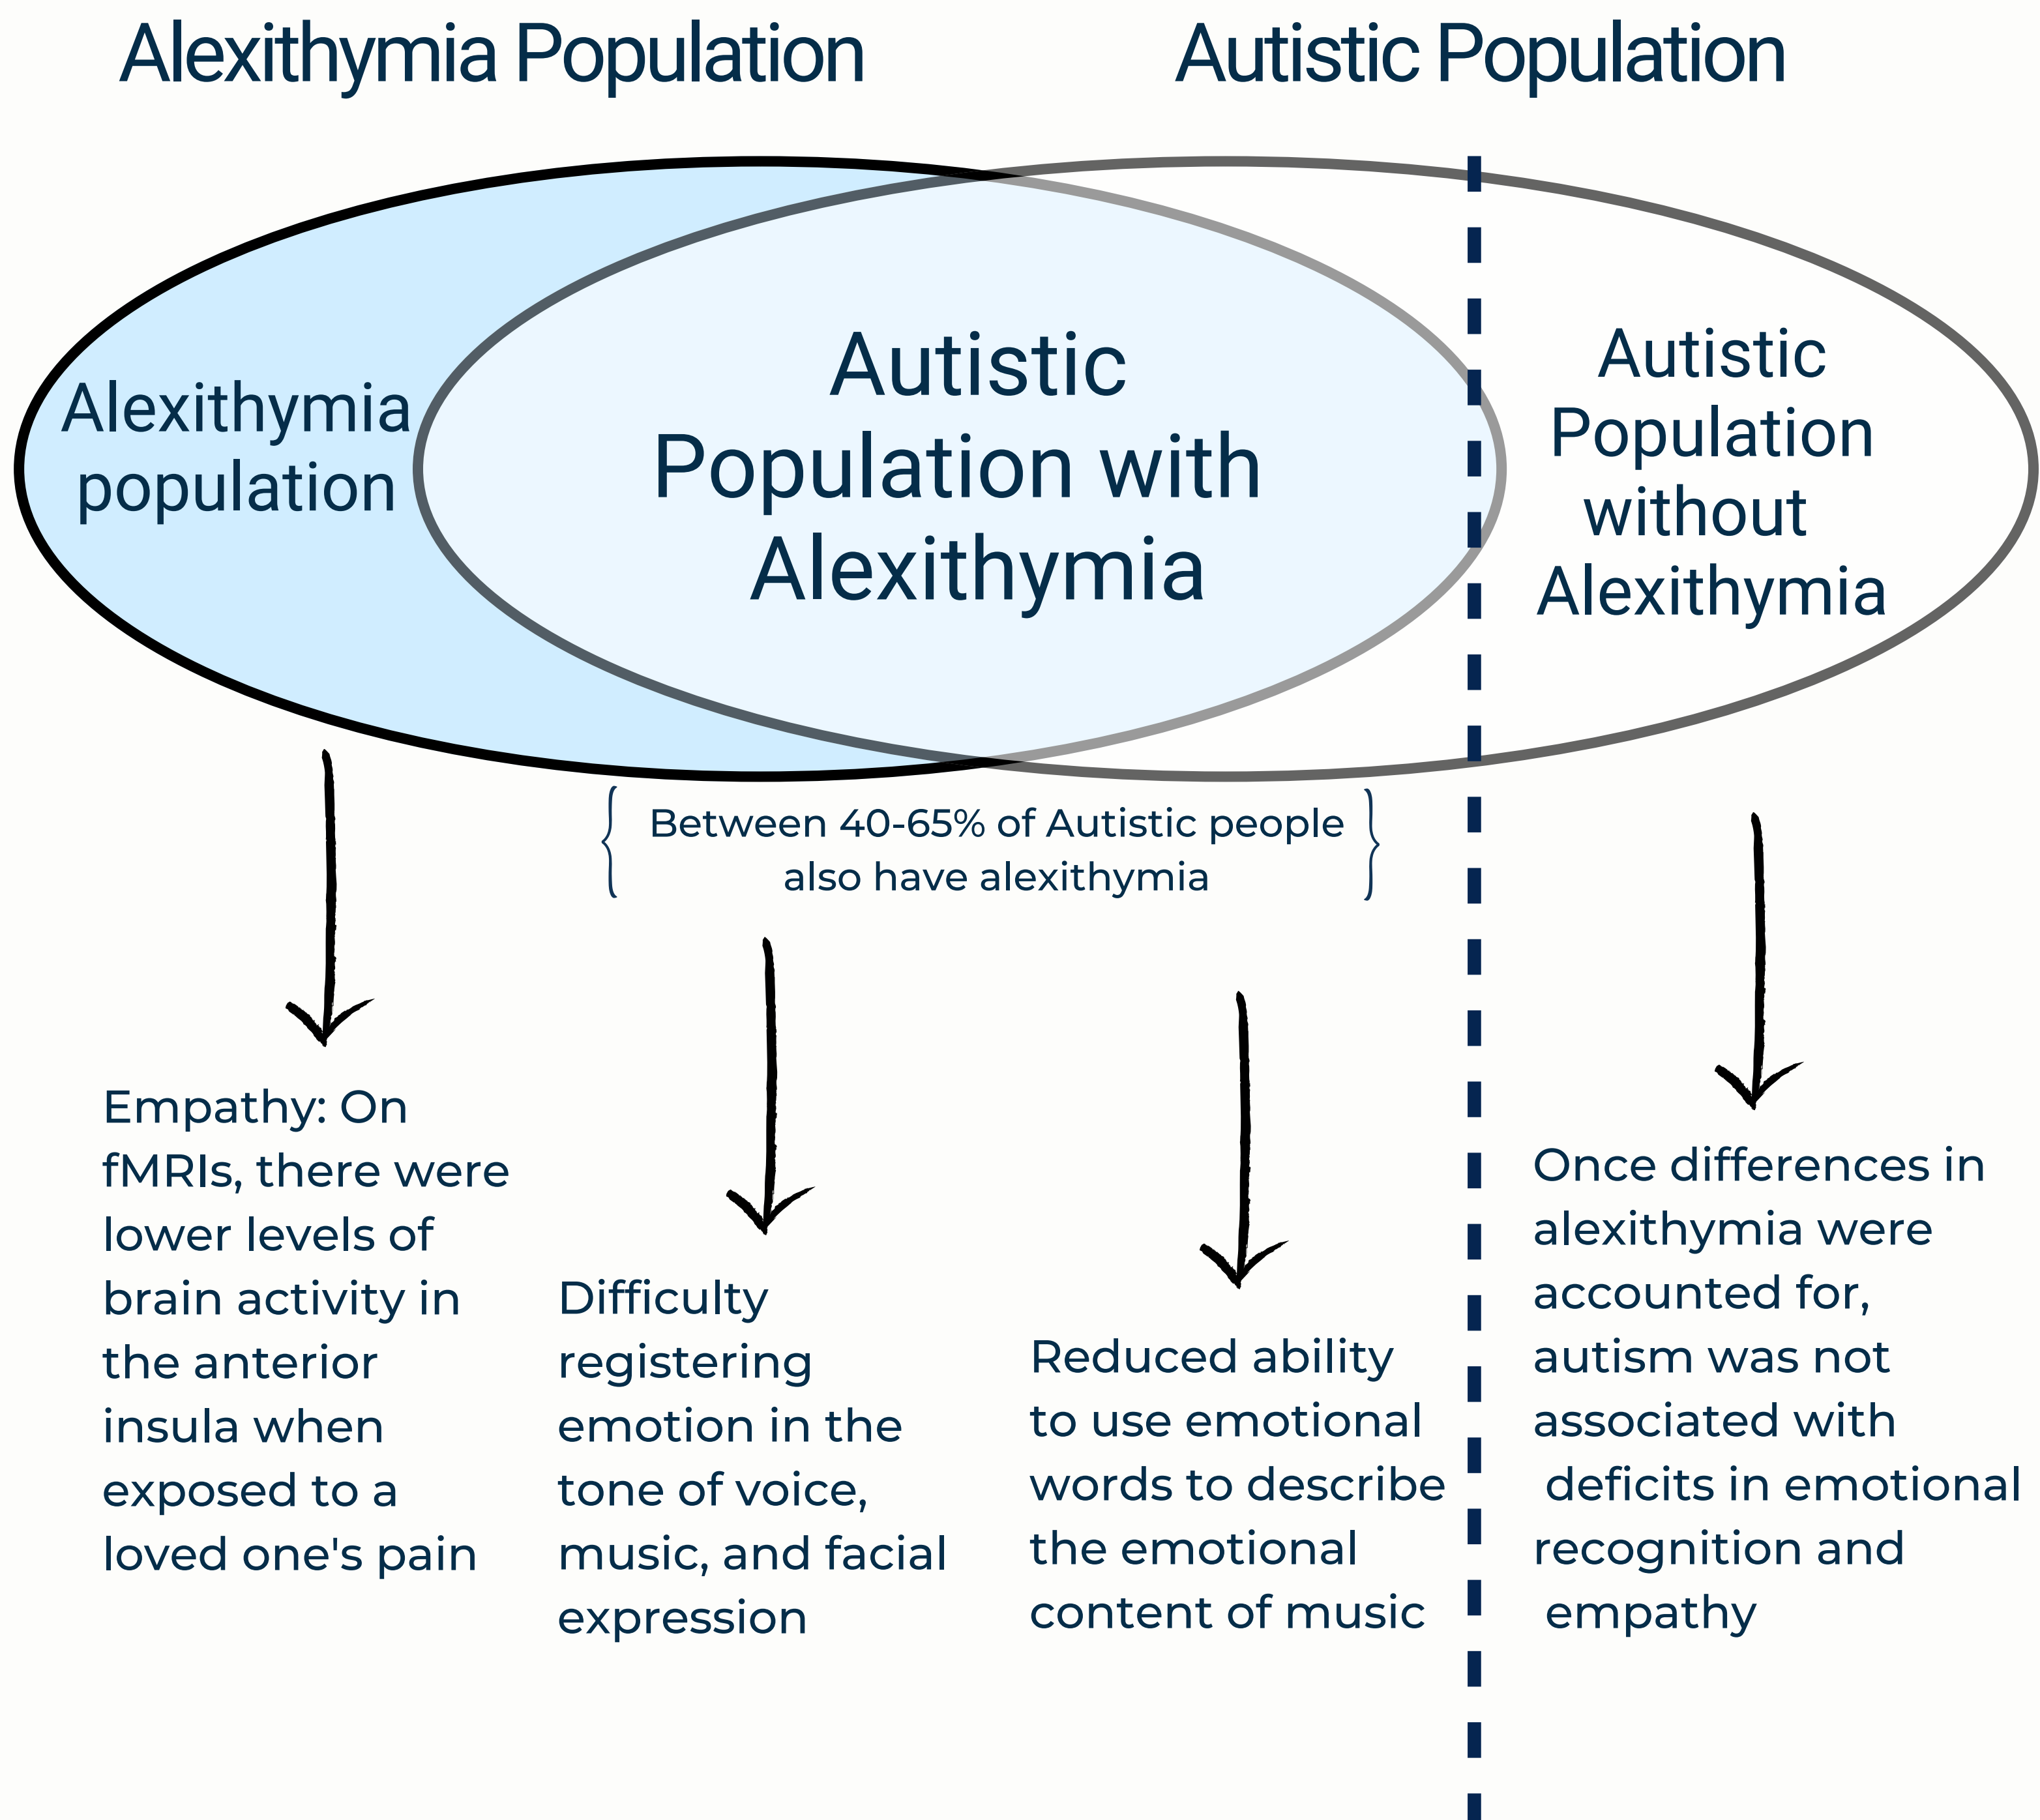 Alexithymia Population
Autistic Population
Alexithymia
population
Autistic
Population with
Alexithymia
Autistic
Population
without
Alexithymia
Between 40-65% of Autistic people
also have alexithymia
Empathy: On
fMRIs, there were
lower levels of
brain activity in
the anterior
insula when
exposed to a
loved one's pain
Difficulty
registering
emotion in the
tone of voice,
music, and facial
expression
Reduced ability
to use emotional
words to describe
the emotional
content of music
Once differences in
alexithymia were
accounted for,
autism was not
associated with
deficits in emotional
recognition and
empathy